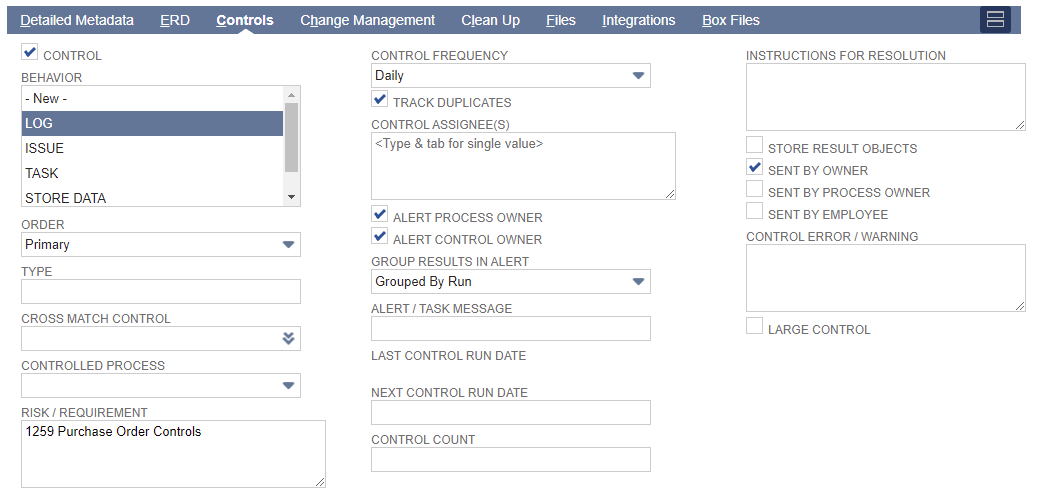 Detailed Metadata ERD Controls Change Management Clean Up Files Integrations Box Files
CONTROL
BEHAVIOR
- New -
LOG
ISSUE
TASK
STORE DATA
ORDER
Primary
TYPE
CROSS MATCH CONTROL
CONTROLLED PROCESS
RISK / REQUIREMENT
1259 Purchase Order Controls
CONTROL FREQUENCY
Daily
TRACK DUPLICATES
CONTROL ASSIGNEE(S)
<Type & tab for single value>
ALERT PROCESS OWNER
ALERT CONTROL OWNER
GROUP RESULTS IN ALERT
Grouped By Run
ALERT / TASK MESSAGE
LAST CONTROL RUN DATE
NEXT CONTROL RUN DATE
CONTROL COUNT
INSTRUCTIONS FOR RESOLUTION
STORE RESULT OBJECTS
SENT BY OWNER
SENT BY PROCESS OWNER
SENT BY EMPLOYEE
CONTROL ERROR / WARNING
LARGE CONTROL